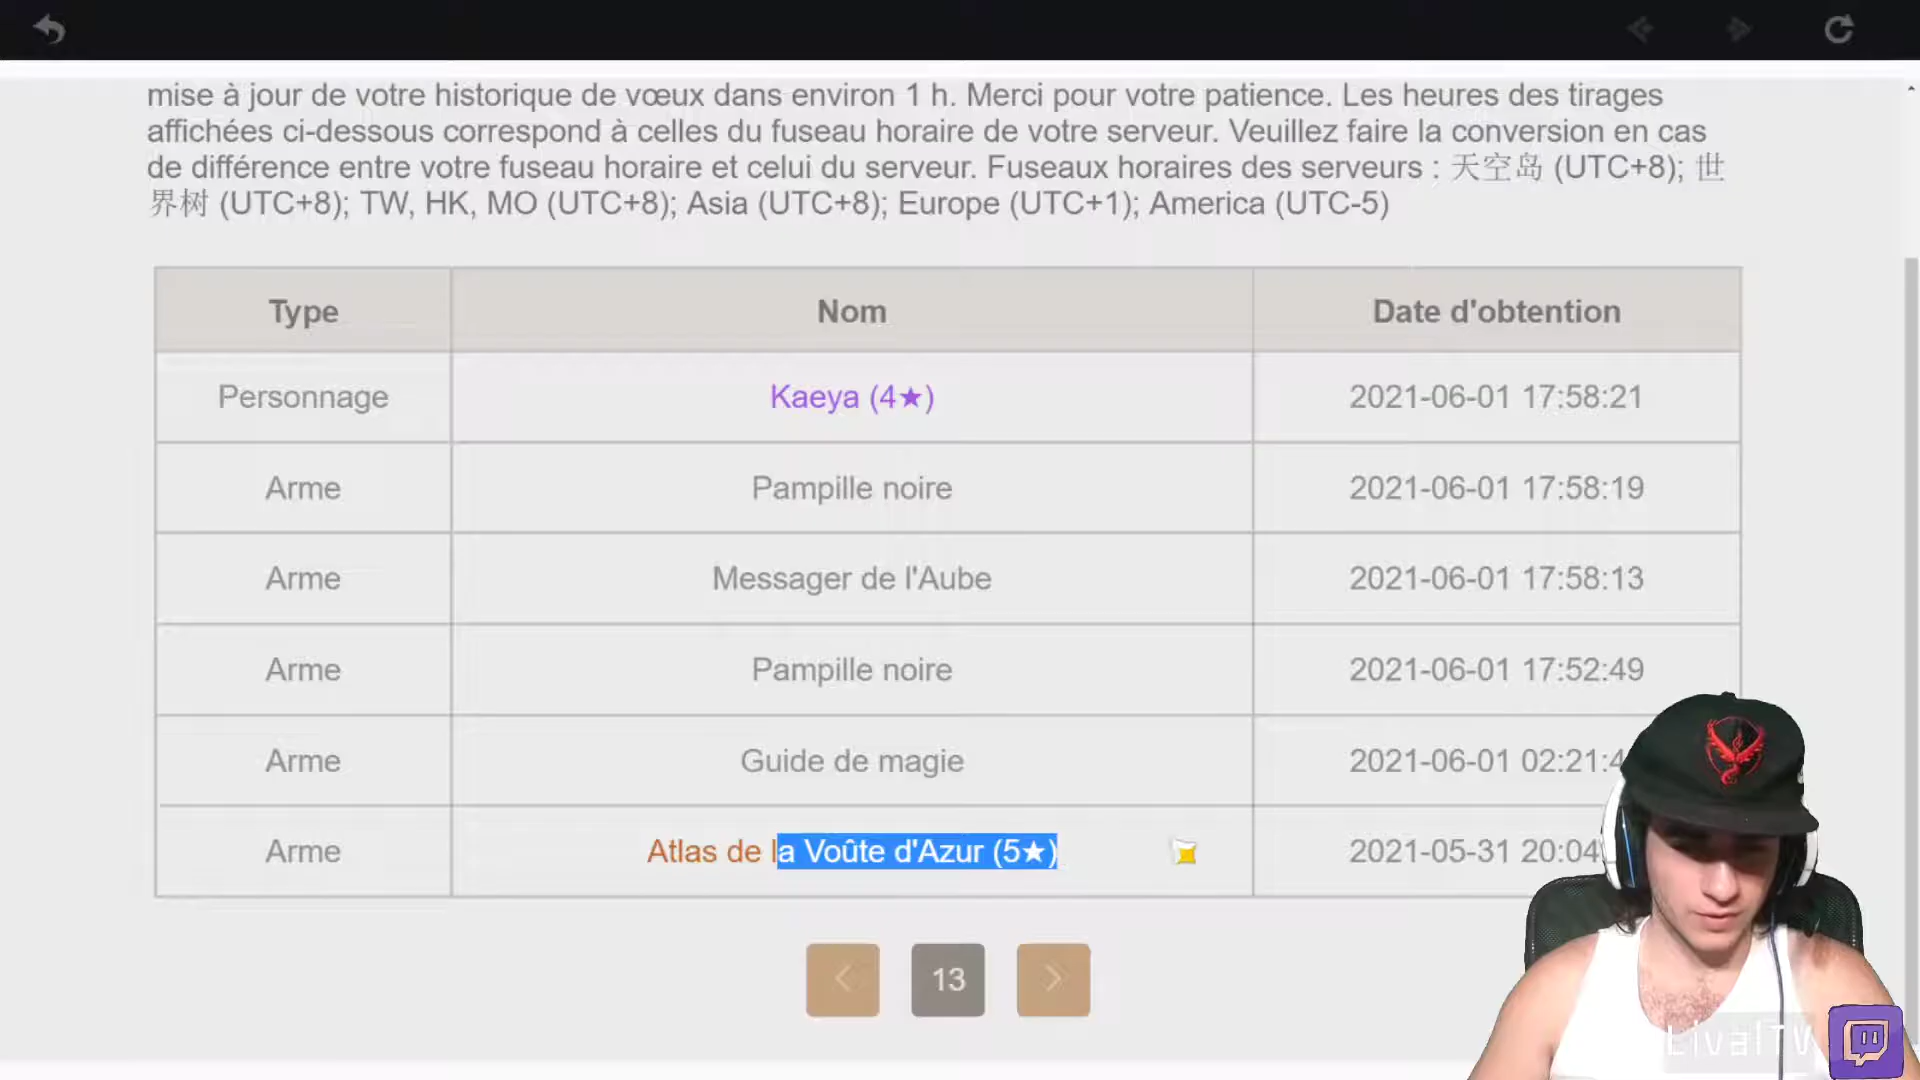 mise à jour de votre historique de vœux dans environ 1 h. Merci pour votre patience. Les heures des tirages
affichées ci-dessous correspond à celles du fuseau horaire de votre serveur. Veuillez faire la conversion en cas
de différence entre votre fuseau horaire et celui du serveur. Fuseaux horaires des serveurs : 天空岛 (UTC+8); 世
界树 (UTC+8); TW, HK, MO (UTC+8); Asia (UTC+8); Europe (UTC+1); America (UTC-5)
Type Nom Date d'obtention
Personnage Kaeya (4★) 2021-06-01 17:58:21
Arme Pampille noire 2021-06-01 17:58:19
Arme Messager de l'Aube 2021-06-01 17:58:13
Arme Pampille noire 2021-06-01 17:52:49
Arme Guide de magie 2021-06-01 02:21:4
Arme Atlas de la Voûte d'Azur (5★) 2021-05-31 20:04
13
LivalTV